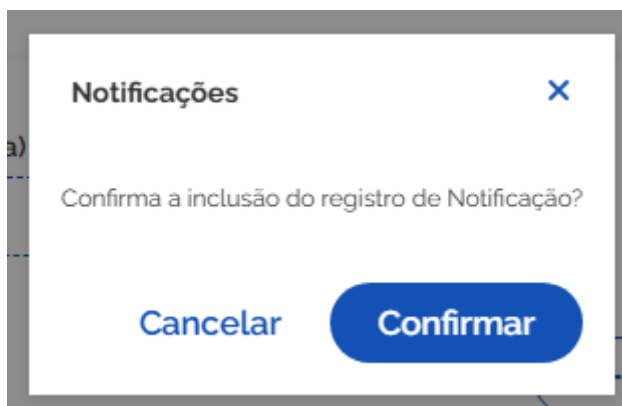 Notificações
a)
Confirma a inclusão do registro de Notificação?
Cancelar
Confirmar